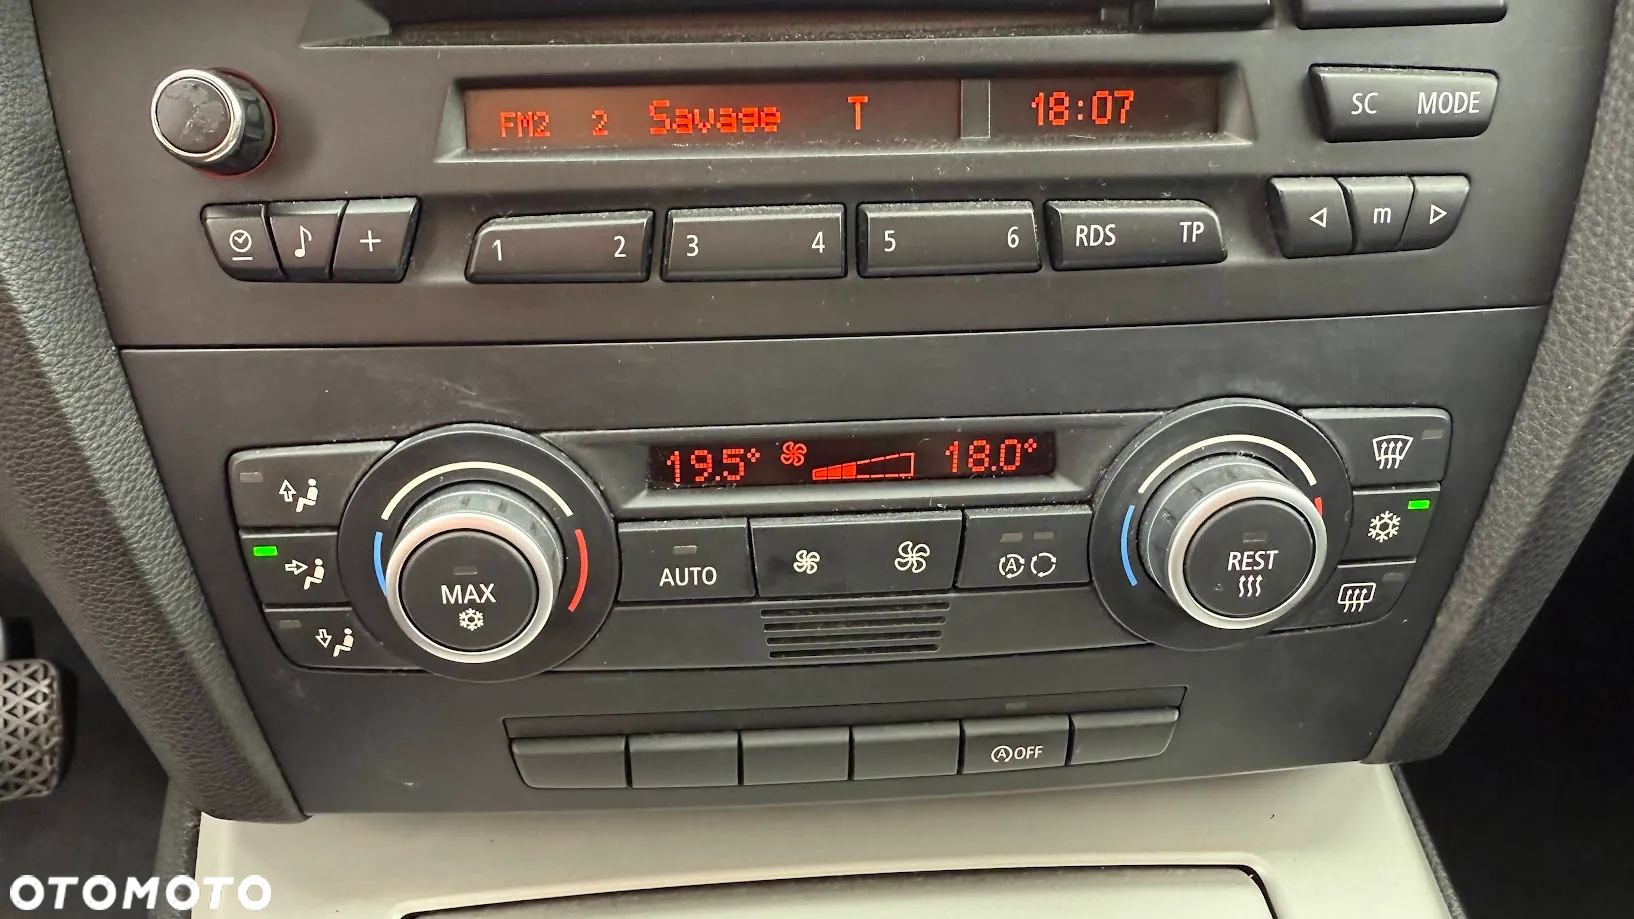 FM2 2 Savage T 18:07
SC MODE
1 2 3 4 5 6 RDS TP m
19.5° 18.0°
MAX
AUTO
A
REST
A OFF
OTOMOTO